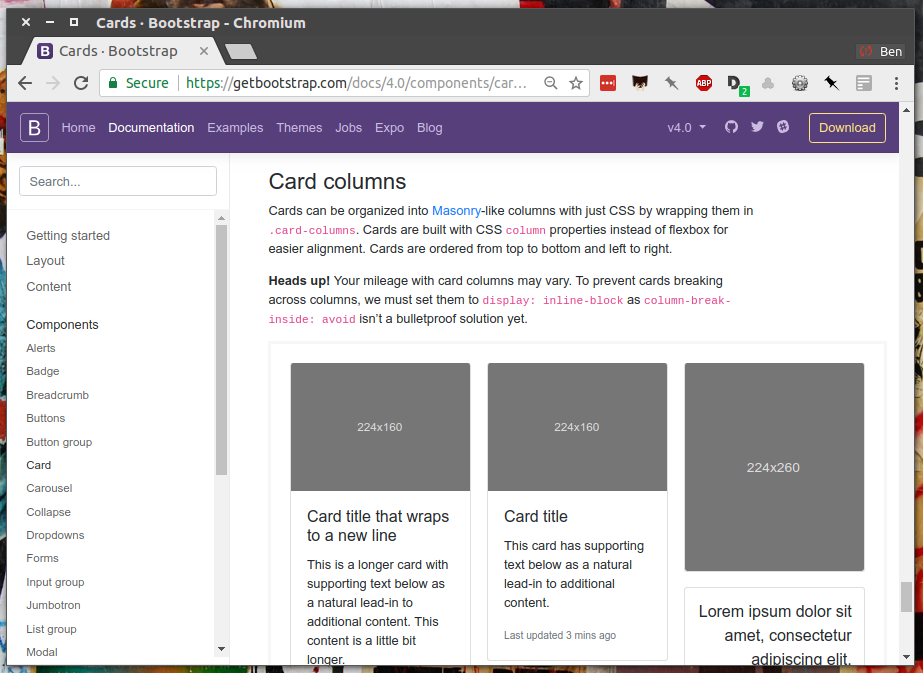 Cards · Bootstrap - Chromium
B Cards · Bootstrap
Ben
Secure https://getbootstrap.com/docs/4.0/components/car...
ABP
D 2
B Home Documentation Examples Themes Jobs Expo Blog v4.0 Download
Search...
Getting started
Layout
Content
Components
Alerts
Badge
Breadcrumb
Buttons
Button group
Card
Carousel
Collapse
Dropdowns
Forms
Input group
Jumbotron
List group
Modal
Card columns
Cards can be organized into Masonry-like columns with just CSS by wrapping them in
.card-columns. Cards are built with CSS column properties instead of flexbox for
easier alignment. Cards are ordered from top to bottom and left to right.
Heads up! Your mileage with card columns may vary. To prevent cards breaking
across columns, we must set them to display: inline-block as column-break-
inside: avoid isn’t a bulletproof solution yet.
224x160
Card title that wraps
to a new line
This is a longer card with
supporting text below as
a natural lead-in to
additional content. This
content is a little bit
longer.
224x160
Card title
This card has supporting
text below as a natural
lead-in to additional
content.
Last updated 3 mins ago
224x260
Lorem ipsum dolor sit
amet, consectetur
adipiscing elit.